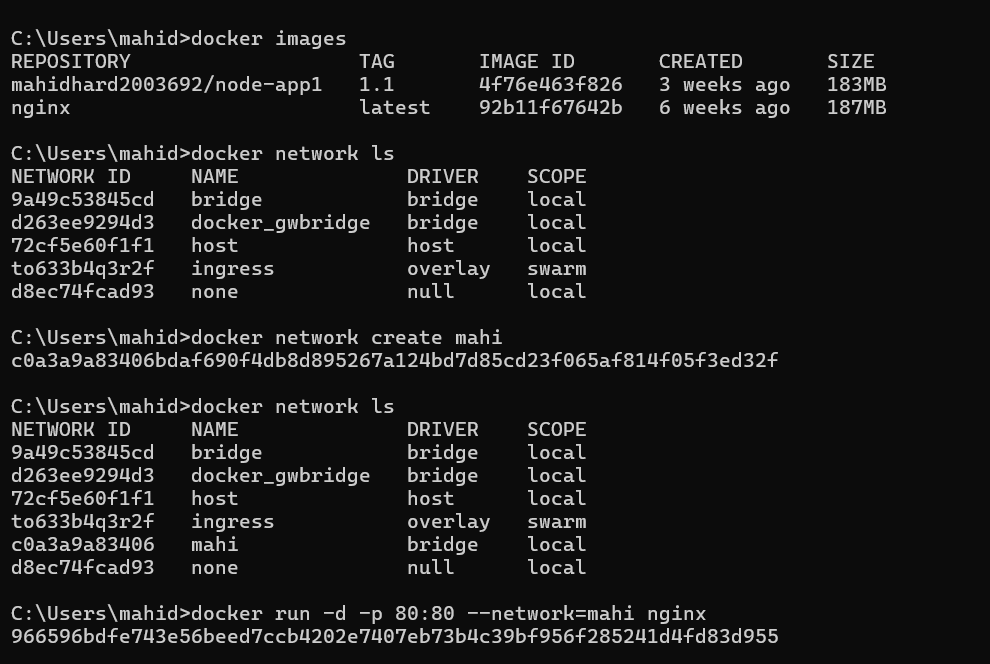 C:\Users\mahid>docker images
REPOSITORY                   TAG       IMAGE ID       CREATED       SIZE
mahidhard2003692/node-app1   1.1       4f76e463f826   3 weeks ago   183MB
nginx                        latest    92b11f67642b   6 weeks ago   187MB
C:\Users\mahid>docker network ls
NETWORK ID     NAME              DRIVER    SCOPE
9a49c53845cd   bridge            bridge    local
d263ee9294d3   docker_gwbridge   bridge    local
72cf5e60f1f1   host              host      local
to633b4q3r2f   ingress           overlay   swarm
d8ec74fcad93   none              null      local
C:\Users\mahid>docker network create mahi
c0a3a9a83406bdaf690f4db8d895267a124bd7d85cd23f065af814f05f3ed32f
C:\Users\mahid>docker network ls
NETWORK ID     NAME              DRIVER    SCOPE
9a49c53845cd   bridge            bridge    local
d263ee9294d3   docker_gwbridge   bridge    local
72cf5e60f1f1   host              host      local
to633b4q3r2f   ingress           overlay   swarm
c0a3a9a83406   mahi              bridge    local
d8ec74fcad93   none              null      local
C:\Users\mahid>docker run -d -p 80:80 --network=mahi nginx
966596bdfe743e56beed7ccb4202e7407eb73b4c39bf956f285241d4fd83d955